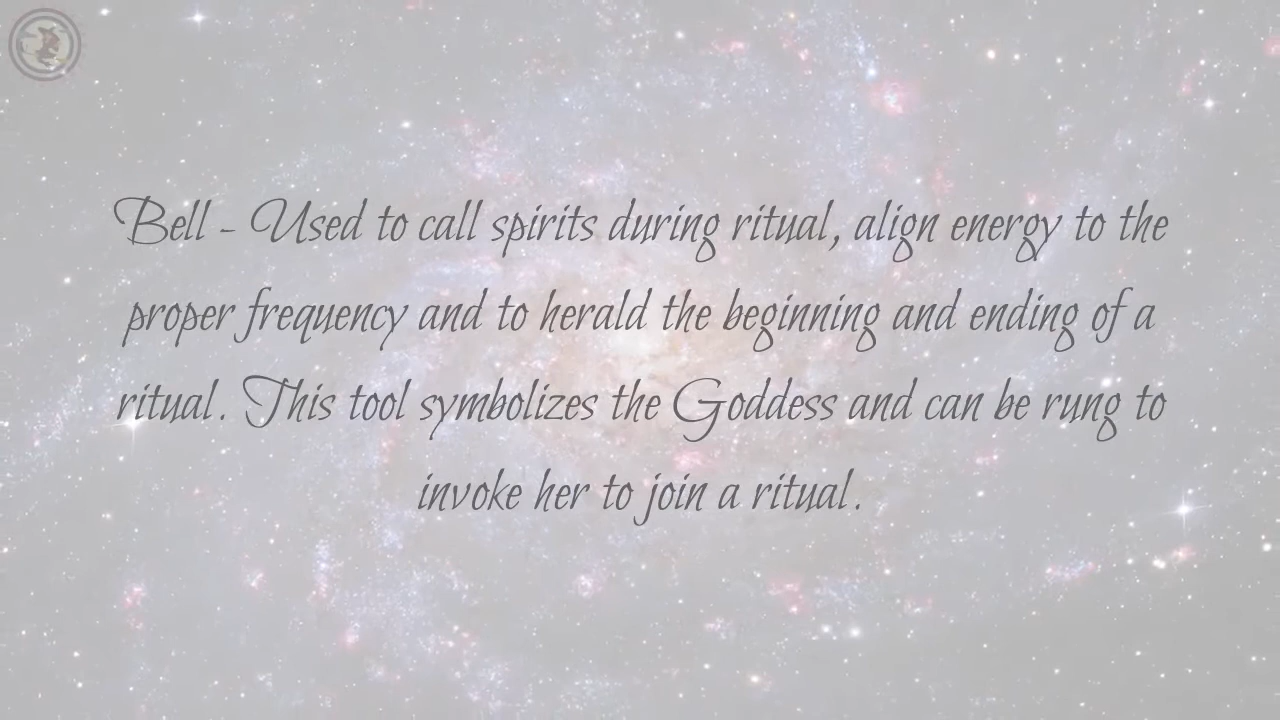 Bell - Used to call spirits during ritual, align energy to the
proper frequency and to herald the beginning and ending of a
ritual. This tool symbolizes the Goddess and can be rung to
invoke her to join a ritual.